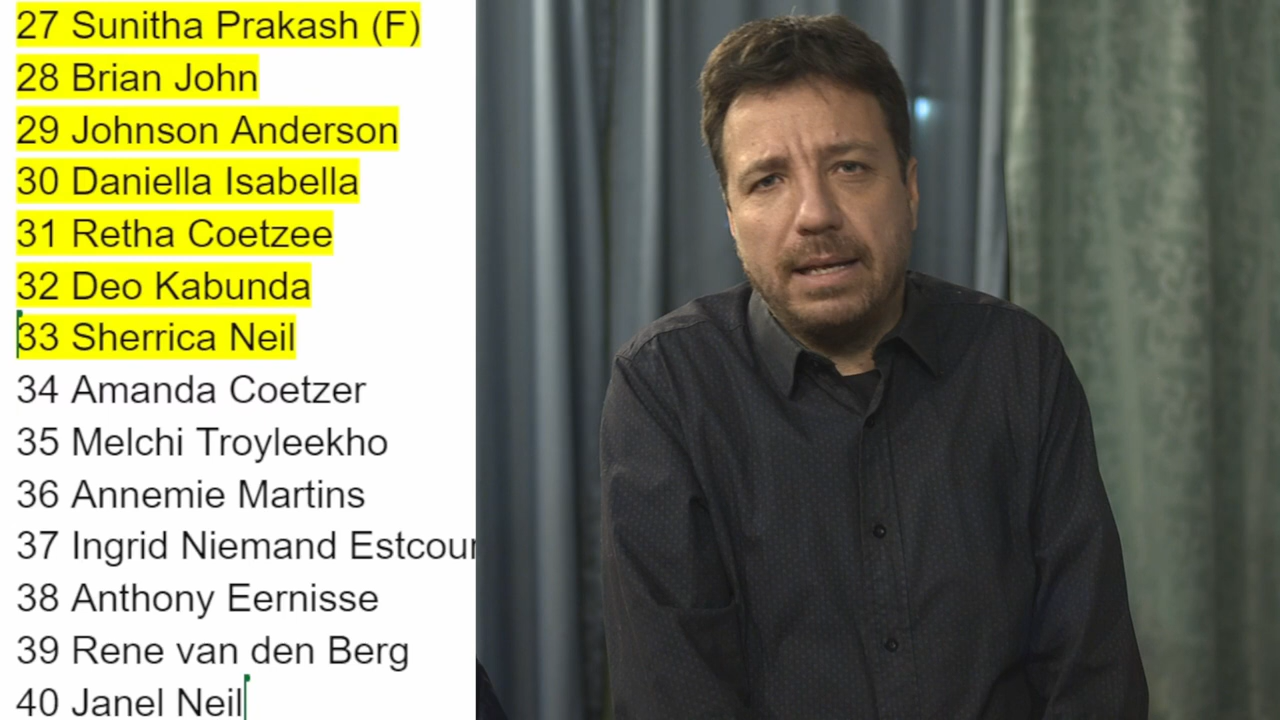 27 Sunitha Prakash (F)
28 Brian John
29 Johnson Anderson
30 Daniella Isabella
31 Retha Coetzee
32 Deo Kabunda
33 Sherrica Neil
34 Amanda Coetzer
35 Melchi Troyleekho
36 Annemie Martins
37 Ingrid Niemand Estcour
38 Anthony Eernisse
39 Rene van den Berg
40 Janel Neil